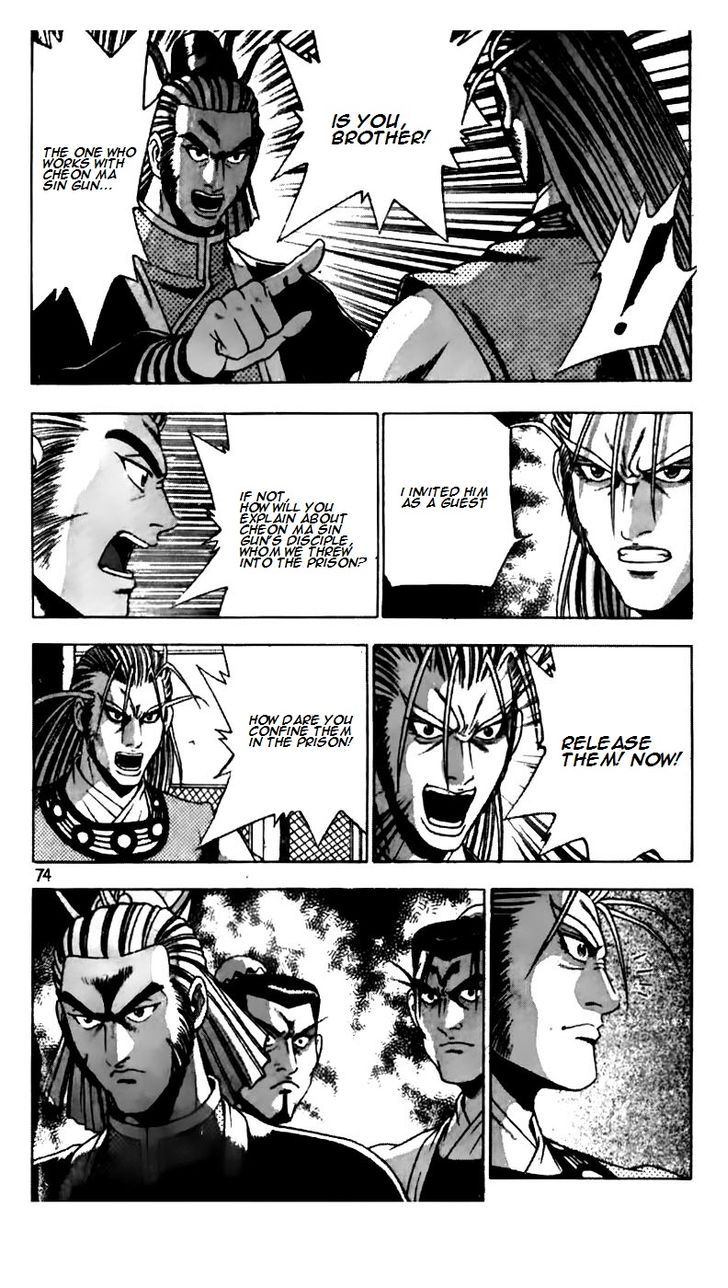 THE ONE WHO
WORKS WITH
CHEON MA
SIN GUN...
IS YOU,
BROTHER!
!
IF NOT,
HOW WILL YOU
EXPLAIN ABOUT
CHEON MA SIN
GUN'S DISCIPLE,
WHOM WE THREW
INTO THE PRISON?
I INVITED HIM
AS A GUEST
HOW DARE YOU
CONFINE THEM
IN THE PRISON!
RELEASE
THEM! NOW!
74